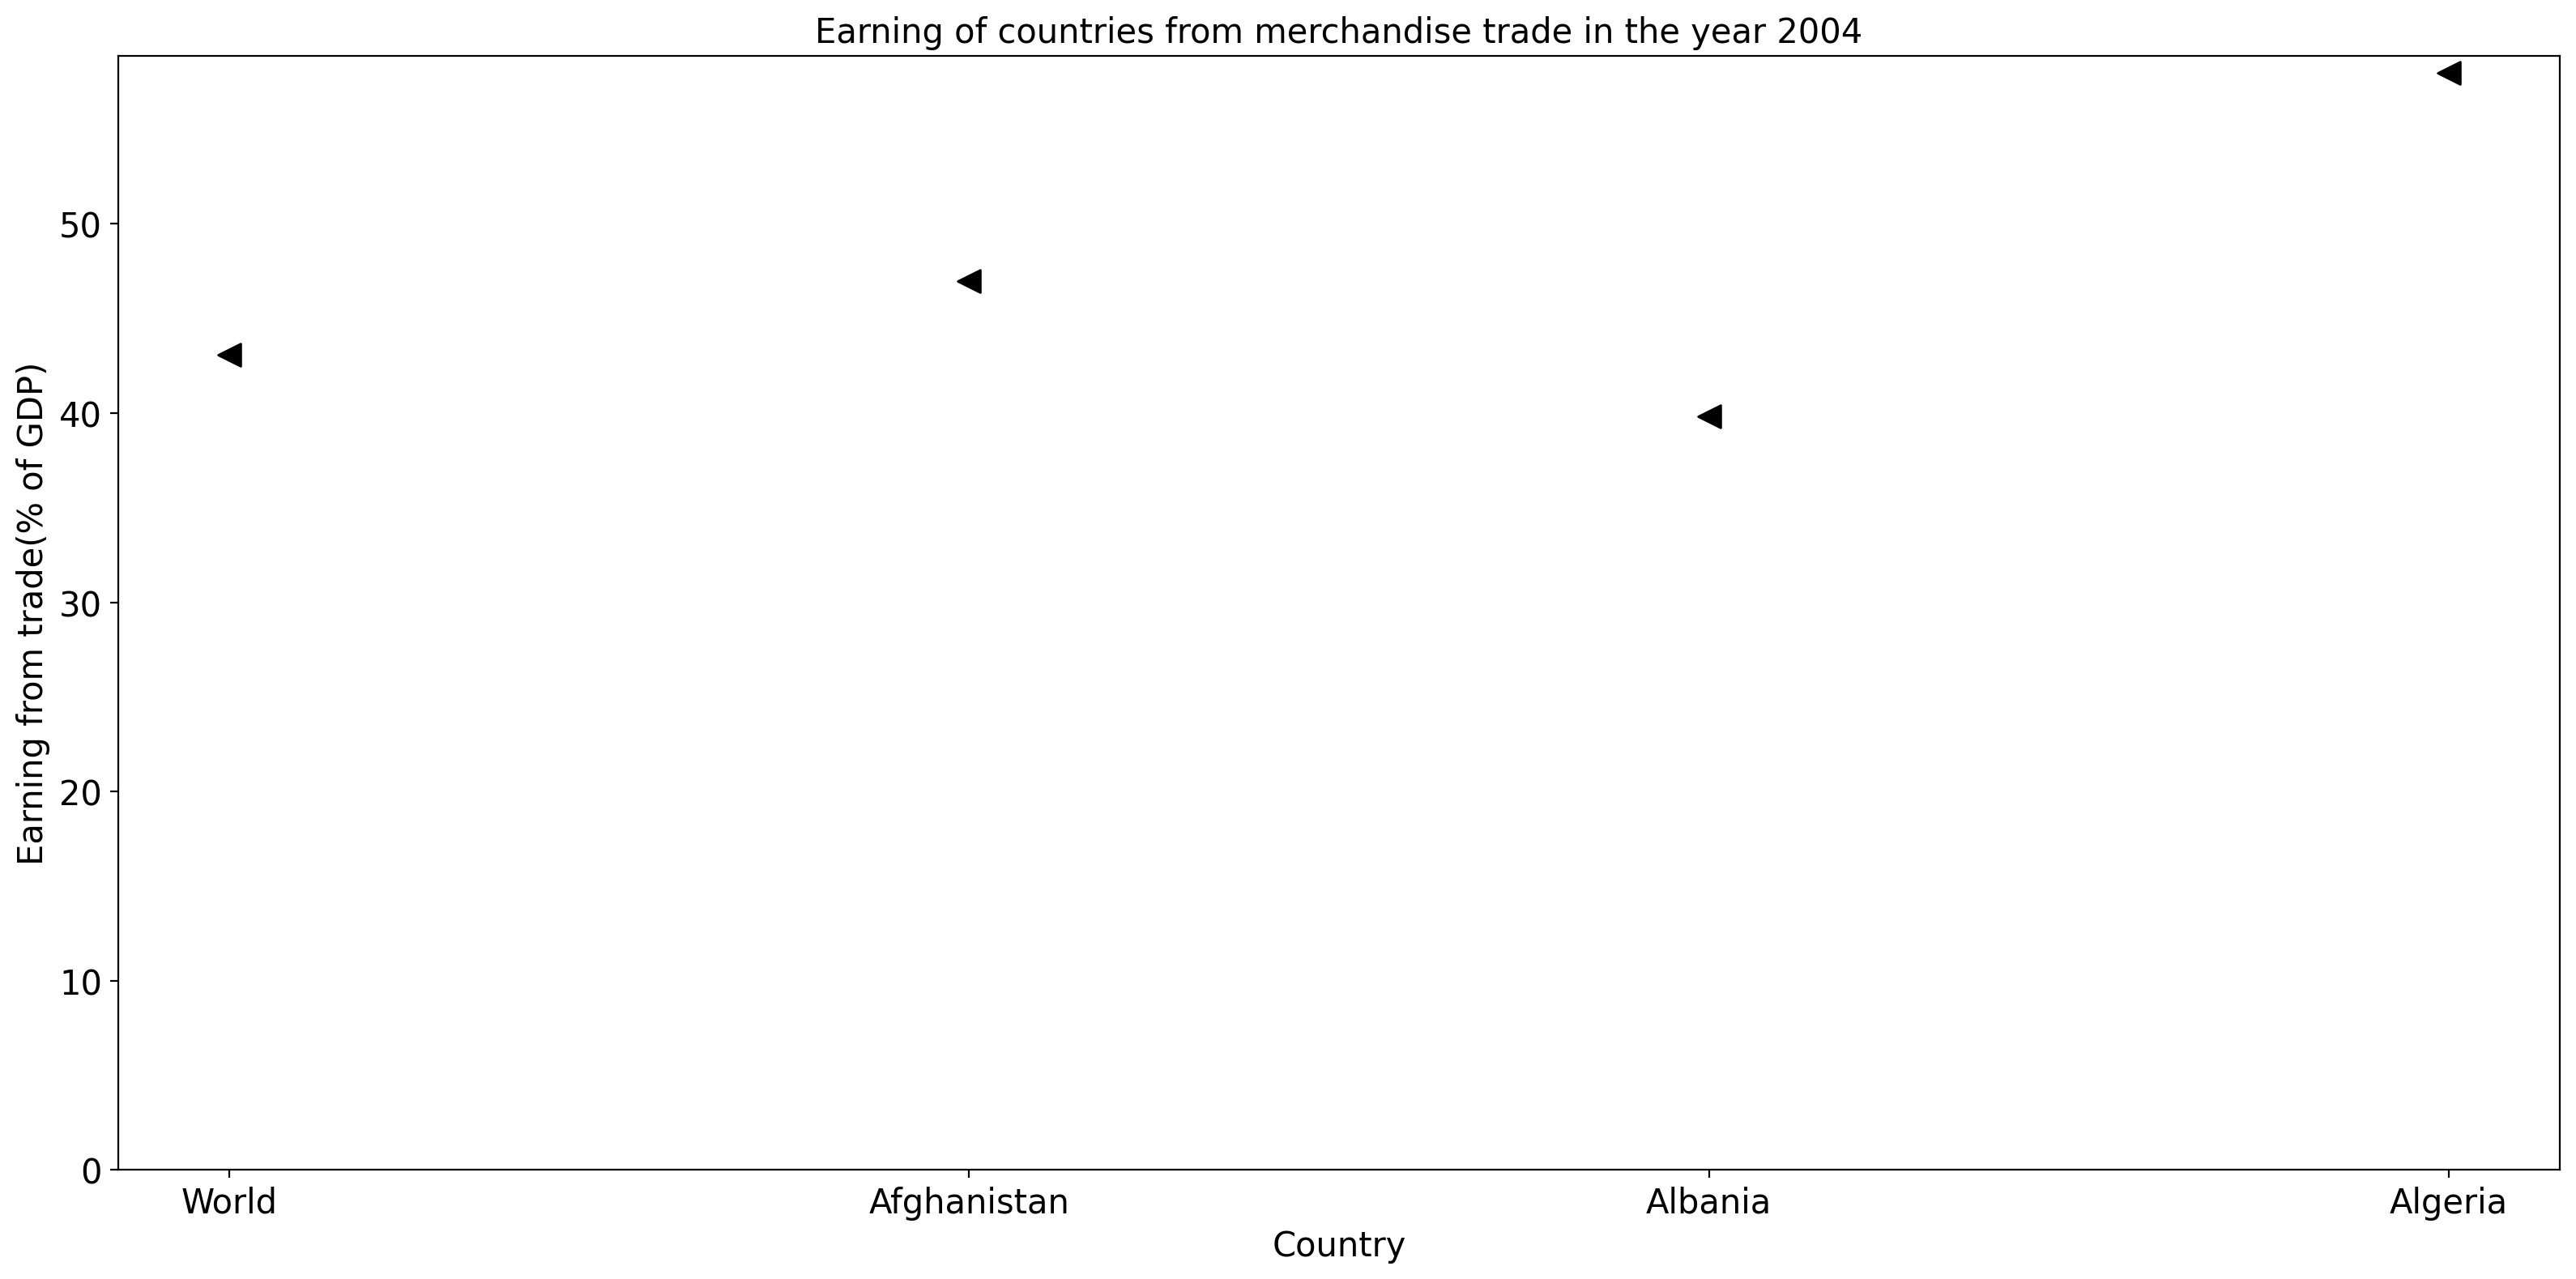 Earning of countries from merchandise trade in the year 2004
Earning from trade(% of GDP)
50
40
30
20
10
0
World Afghanistan Albania Algeria
Country